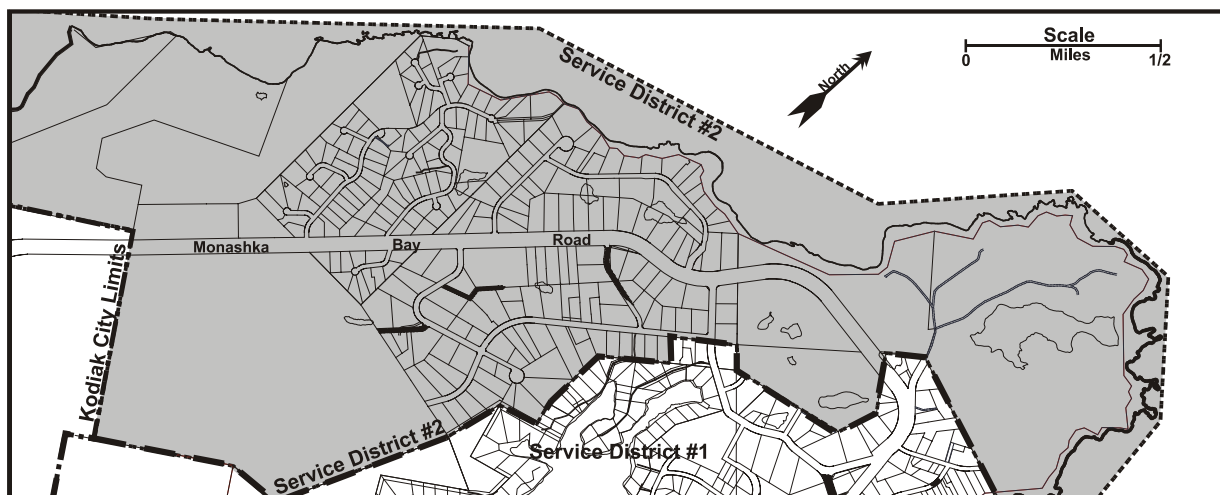 Scale
Miles
0 1/2
North
Service District #2
Monashka Bay Road
Kodiak City Limits
Service District #2
Service District #1